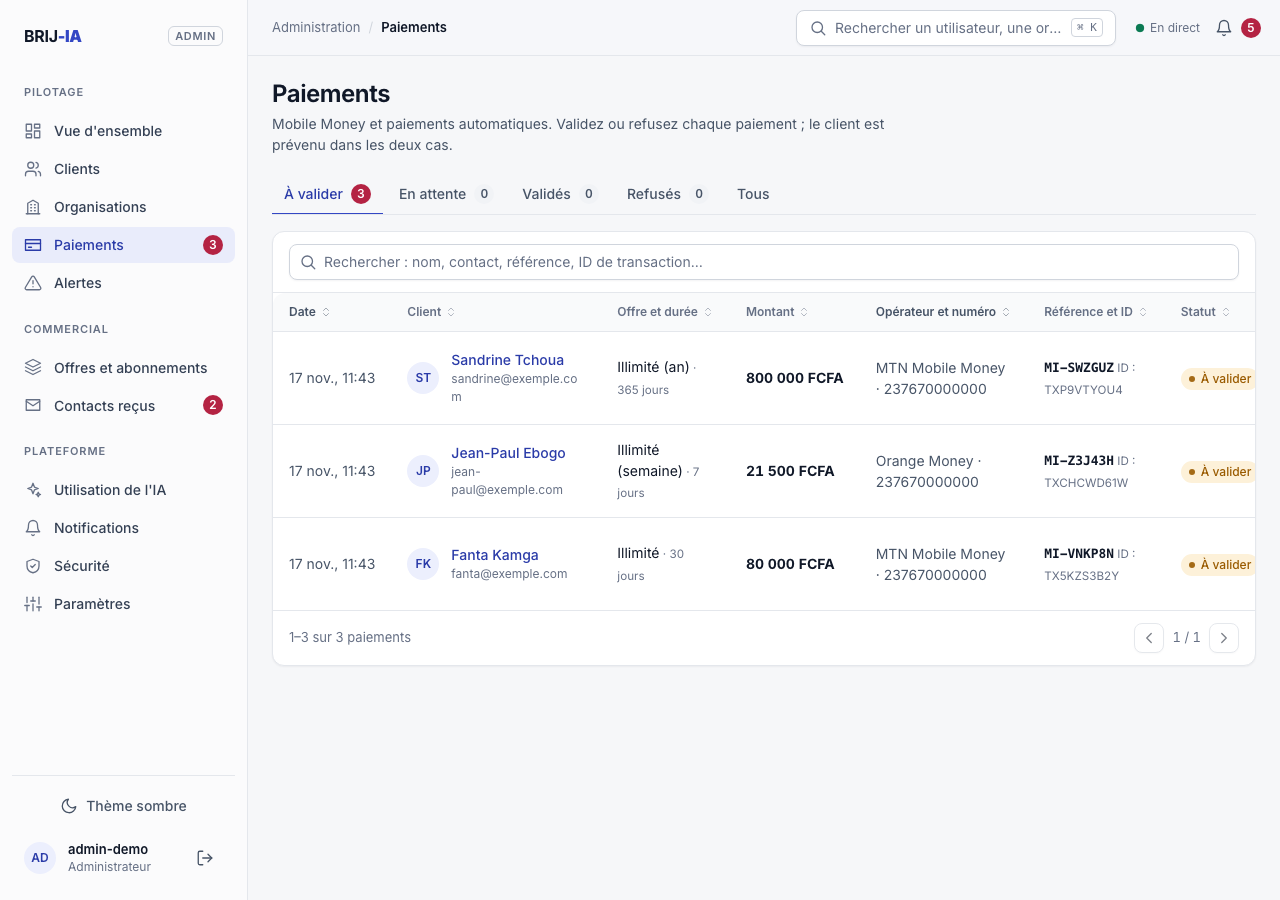 BRIJ-IA
ADMIN
PILOTAGE
Vue d'ensemble
Clients
Organisations
Paiements 3
Alertes
COMMERCIAL
Offres et abonnements
Contacts reçus 2
PLATEFORME
Utilisation de l'IA
Notifications
Sécurité
Paramètres
Thème sombre
AD
admin-demo
Administrateur
Administration / Paiements
Rechercher un utilisateur, une or... ⌘ K
En direct
5
Paiements
Mobile Money et paiements automatiques. Validez ou refusez chaque paiement ; le client est
prévenu dans les deux cas.
À valider 3 En attente 0 Validés 0 Refusés 0 Tous
Rechercher : nom, contact, référence, ID de transaction...
Date Client Offre et durée Montant Opérateur et numéro Référence et ID Statut
17 nov., 11:43
ST
Sandrine Tchoua
sandrine@exemple.co
m
Illimité (an) ·
365 jours
800 000 FCFA
MTN Mobile Money
· 237670000000
MI-SWZGUZ ID :
TXP9VTYOU4
À valider
17 nov., 11:43
JP
Jean-Paul Ebogo
jean-
paul@exemple.com
Illimité
(semaine) · 7
jours
21 500 FCFA
Orange Money ·
237670000000
MI-Z3J43H ID :
TXCHCWD61W
À valider
17 nov., 11:43
FK
Fanta Kamga
fanta@exemple.com
Illimité · 30
jours
80 000 FCFA
MTN Mobile Money
· 237670000000
MI-VNKP8N ID :
TX5KZS3B2Y
À valider
1–3 sur 3 paiements
1 / 1